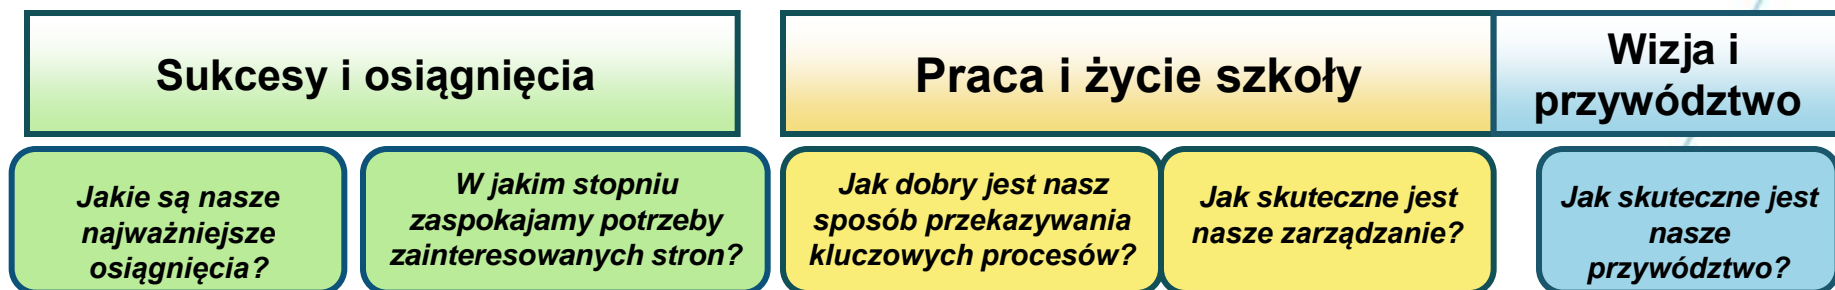 Sukcesy i osiągnięcia
Praca i życie szkoły
Wizja i
przywództwo
Jakie są nasze
najważniejsze
osiągnięcia?
W jakim stopniu
zaspokajamy potrzeby
zainteresowanych stron?
Jak dobry jest nasz
sposób przekazywania
kluczowych procesów?
Jak skuteczne jest
nasze zarządzanie?
Jak skuteczne jest
nasze
przywództwo?